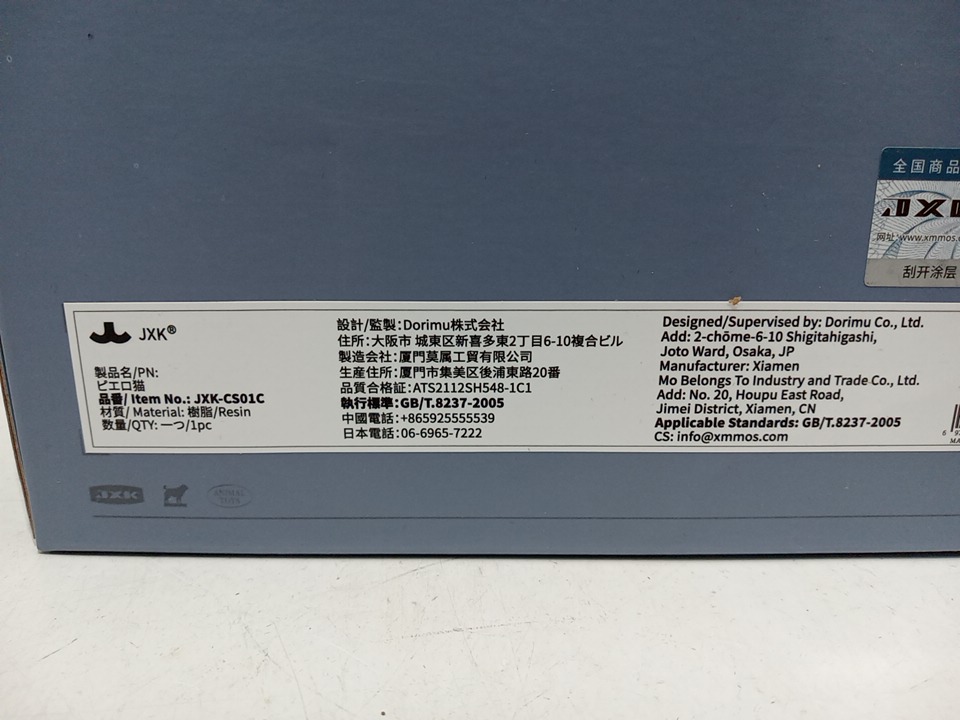 全国商品
JXK
网址:www.xmmos.c
刮开涂层
JXK®
製品名/PN:
ピエロ猫
品番/ Item No.: JXK-CS01C
材質/ Material: 樹脂/Resin
数量/QTY: 一つ/1pc
設計/監製:Dorimu株式会社
住所:大阪市 城東区新喜多東2丁目6-10複合ビル
製造会社:厦門莫属工貿有限公司
生産住所:厦門市集美区後浦東路20番
品質合格証:ATS2112SH548-1C1
執行標準:GB/T.8237-2005
中國電話:+865925555539
日本電話:06-6965-7222
Designed/Supervised by: Dorimu Co., Ltd.
Add: 2-chōme-6-10 Shigitahigashi,
Joto Ward, Osaka, JP
Manufacturer: Xiamen
Mo Belongs To Industry and Trade Co., Ltd.
Add: No. 20, Houpu East Road,
Jimei District, Xiamen, CN
Applicable Standards: GB/T.8237-2005
CS: info@xmmos.com
6 9
MA
JXK
ANIMAL
TOYS